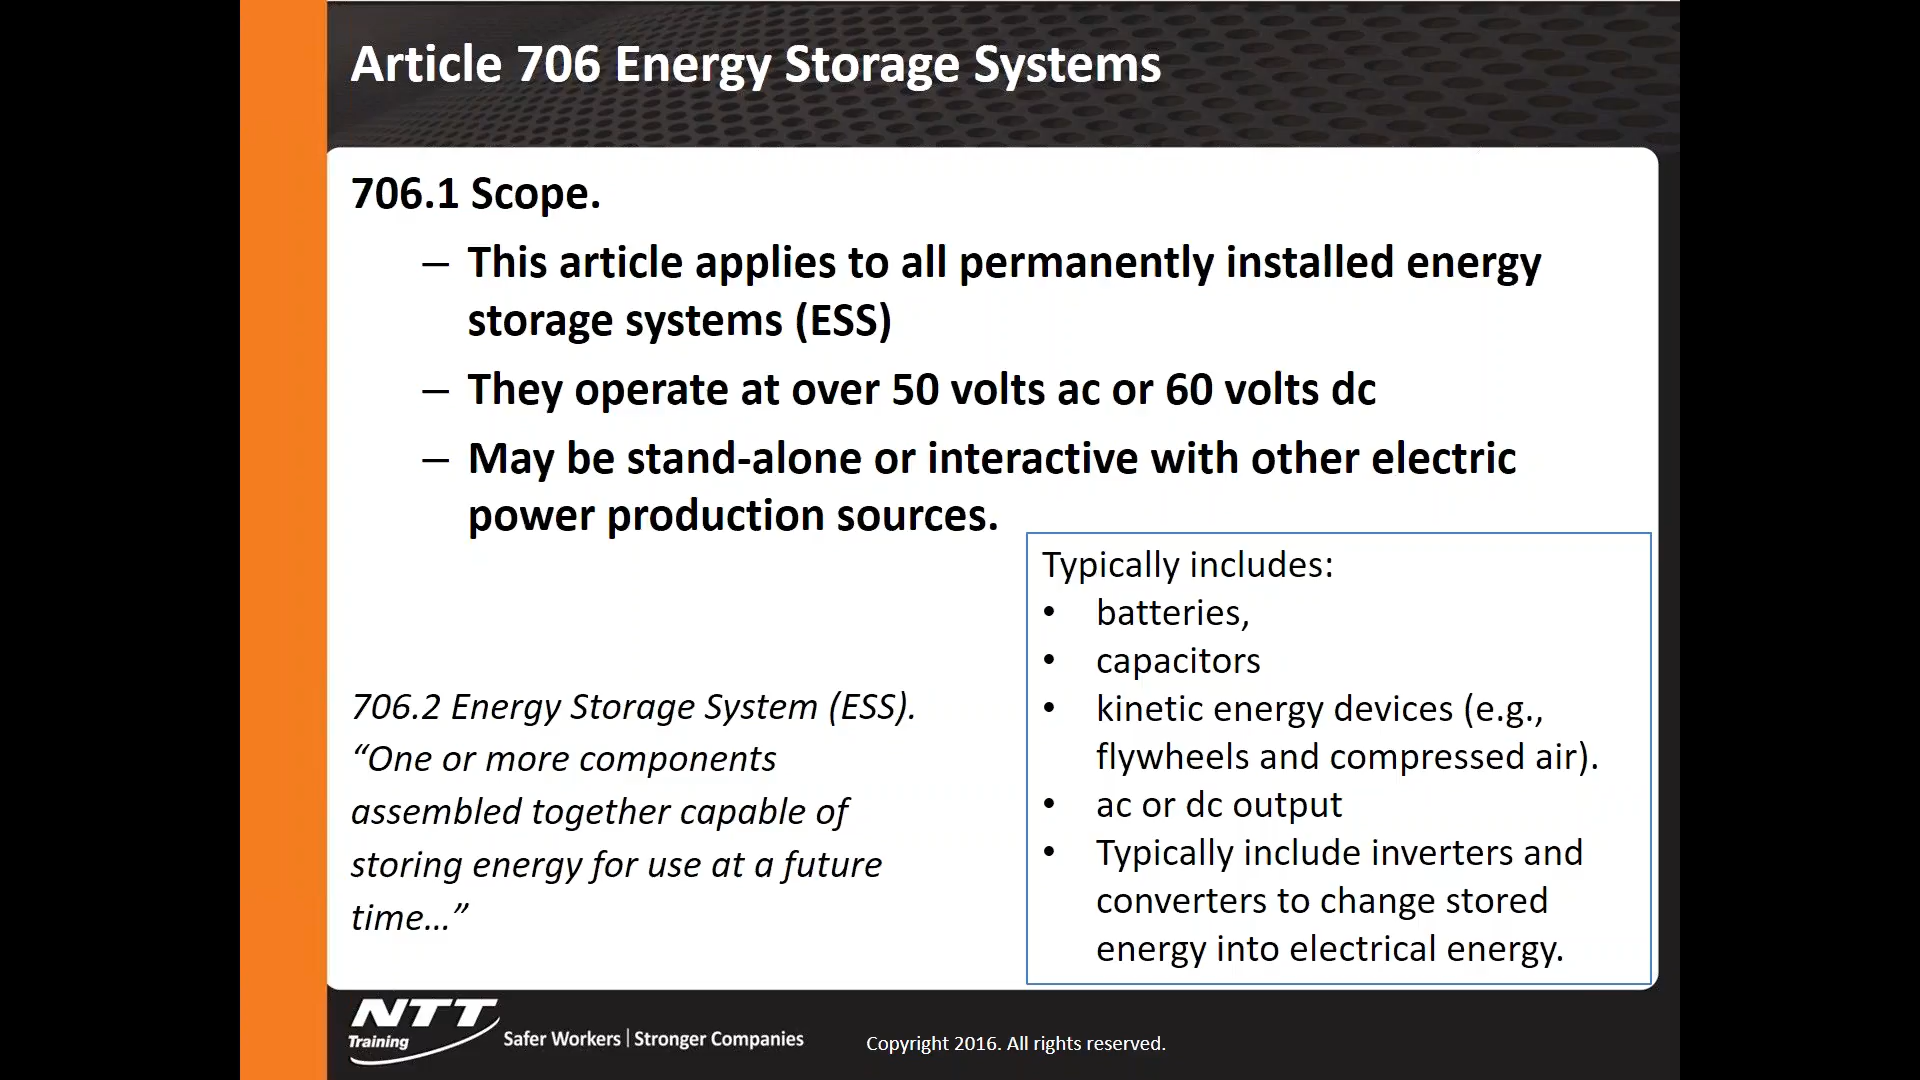 Article 706 Energy Storage Systems
706.1 Scope.
– This article applies to all permanently installed energy
storage systems (ESS)
– They operate at over 50 volts ac or 60 volts dc
– May be stand-alone or interactive with other electric
power production sources.
706.2 Energy Storage System (ESS).
“One or more components
assembled together capable of
storing energy for use at a future
time…”
Typically includes:
• batteries,
• capacitors
• kinetic energy devices (e.g.,
flywheels and compressed air).
• ac or dc output
• Typically include inverters and
converters to change stored
energy into electrical energy.
NTT
Training
Safer Workers | Stronger Companies
Copyright 2016. All rights reserved.